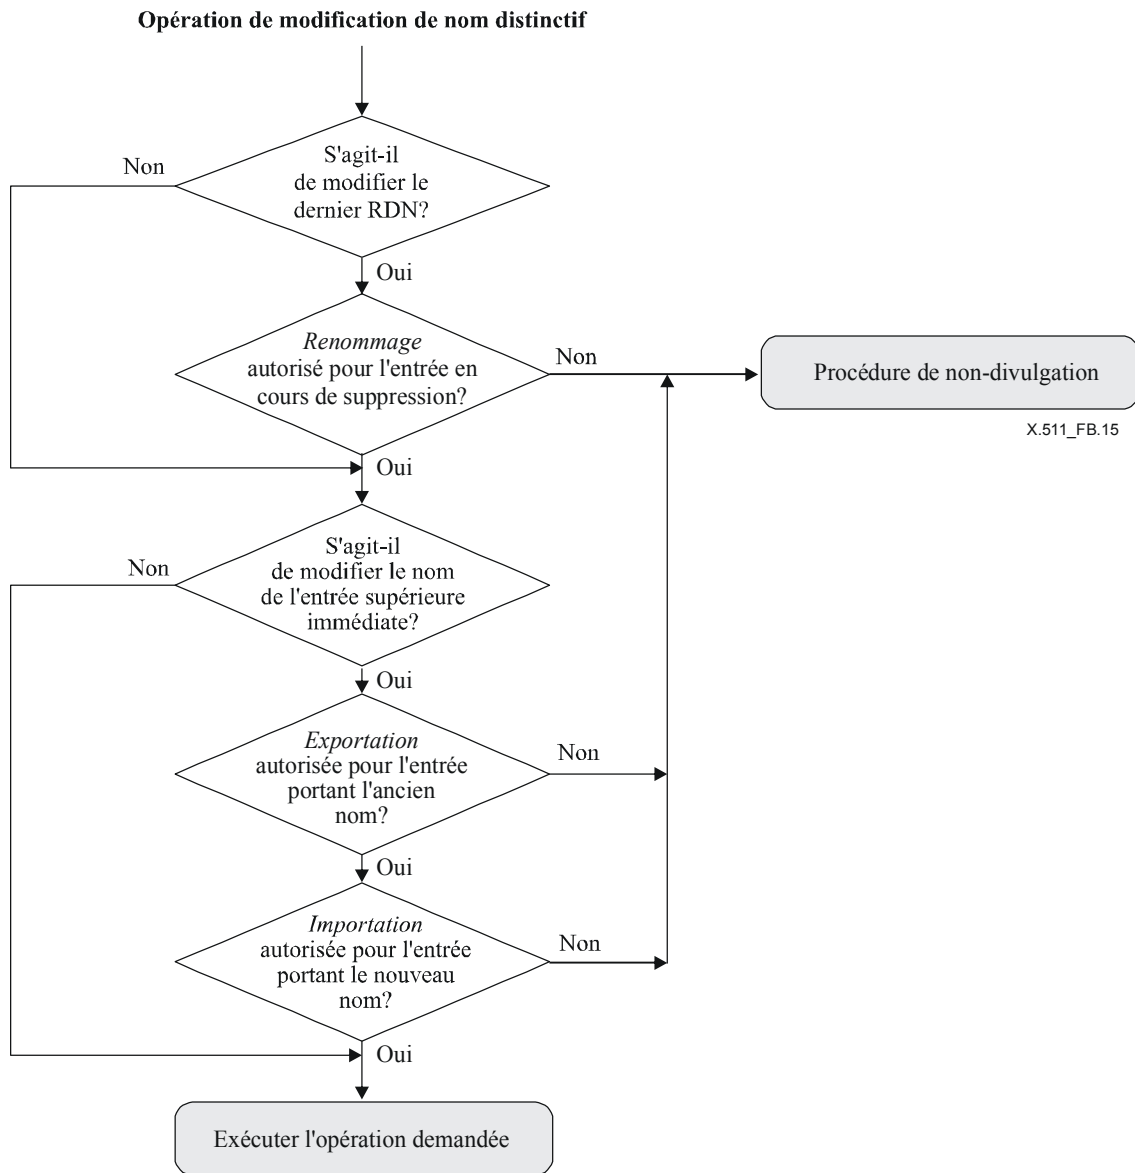 Opération de modification de nom distinctif
Non
S'agit-il
de modifier le
dernier RDN?
Oui
Renommage
autorisé pour l'entrée en
cours de suppression?
Non
Procédure de non-divulgation
X.511_FB.15
Oui
Non
S'agit-il
de modifier le nom
de l'entrée supérieure
immédiate?
Oui
Exportation
autorisée pour l'entrée
portant l'ancien
nom?
Non
Oui
Importation
autorisée pour l'entrée
portant le nouveau
nom?
Non
Oui
Exécuter l'opération demandée